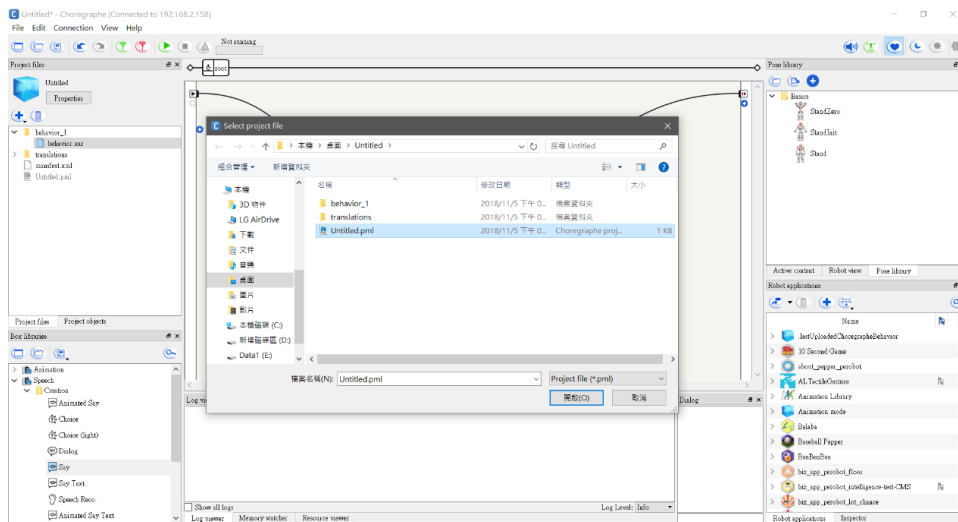 Untitled* - Choregraphe (Connected to 192.168.2.158)
File Edit Connection View Help
Not running
Project files
root
Pose library
Untitled
Properties
behavior_1
behavior.xar
translations
manifest.xml
Untitled.pml
Basics
StandZero
StandInit
Stand
Select project file
本機 > 桌面 > Untitled >
搜尋 Untitled
組合管理
新增資料夾
名稱 修改日期 類型 大小
本機
3D 物件
LG AirDrive
下載
文件
音樂
桌面
圖片
影片
本機磁碟 (C:)
新增磁碟區 (D:)
Data1 (E:)
behavior_1 2018/11/5 下午 0... 檔案資料夾
translations 2018/11/5 下午 0... 檔案資料夾
Untitled.pml 2018/11/5 下午 0... Choregraphe proj... 1 KB
檔案名稱(N): Untitled.pml
Project file (*.pml)
開啟(O) 取消
Active content Robot view Pose library
Robot applications
Name
.lastUploadedChoregrapheBehavior
10 Second Game
about_pepper_perobot
ALTactileGesture
Animation Library
Animation mode
Balabs
Baseball Pepper
BenBenBen
biz_app_perobot_floor
biz_app_perobot_intelligence-test-CMS
biz_app_perobot_lot_chance
Robot applications Inspector
Project files Project objects
Box libraries
Animation
Speech
Creation
Animated Say
Choice
Choice (light)
Dialog
Say
Say Text
Speech Reco.
Animated Say Text
Dialog
Show all logs
Log Level: Info
Log viewer Memory watcher Resource viewer